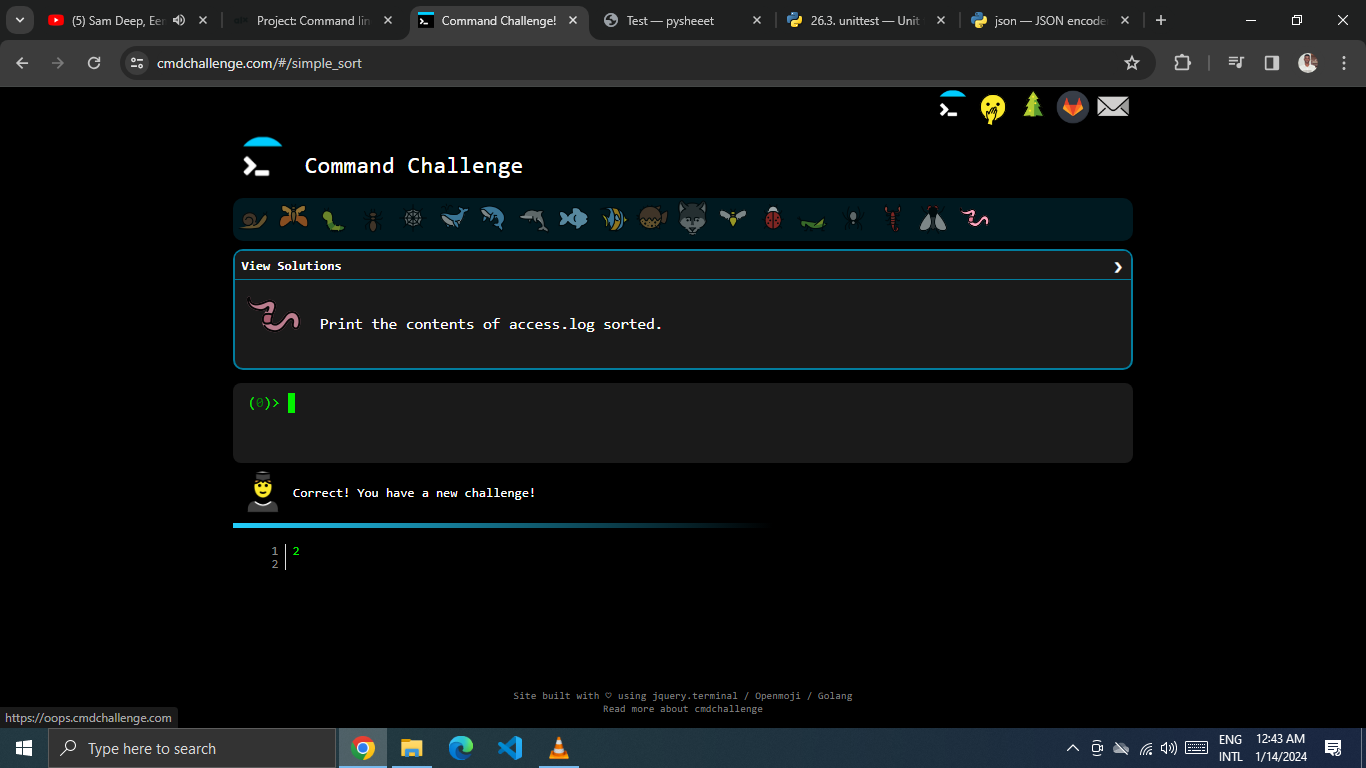 (5) Sam Deep, Eer
Project: Command lin
Command Challenge!
Test — pysheeet
26.3. unittest — Unit
json — JSON encode
cmdchallenge.com/#/simple_sort
Command Challenge
View Solutions
Print the contents of access.log sorted.
(0)>
Correct! You have a new challenge!
1 2
2
Site built with ♡ using jquery.terminal / Openmoji / Golang
Read more about cmdchallenge
https://oops.cmdchallenge.com
Type here to search
ENG
INTL
12:43 AM
1/14/2024